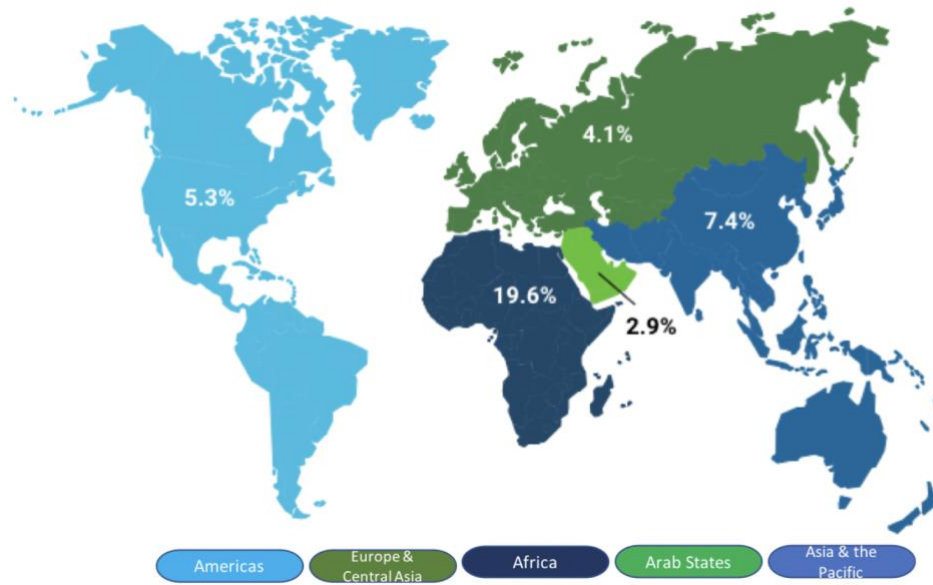 4.1%
5.3%
7.4%
19.6%
2.9%
Americas
Europe &
Central Asia
Africa
Arab States
Asia & the
Pacific